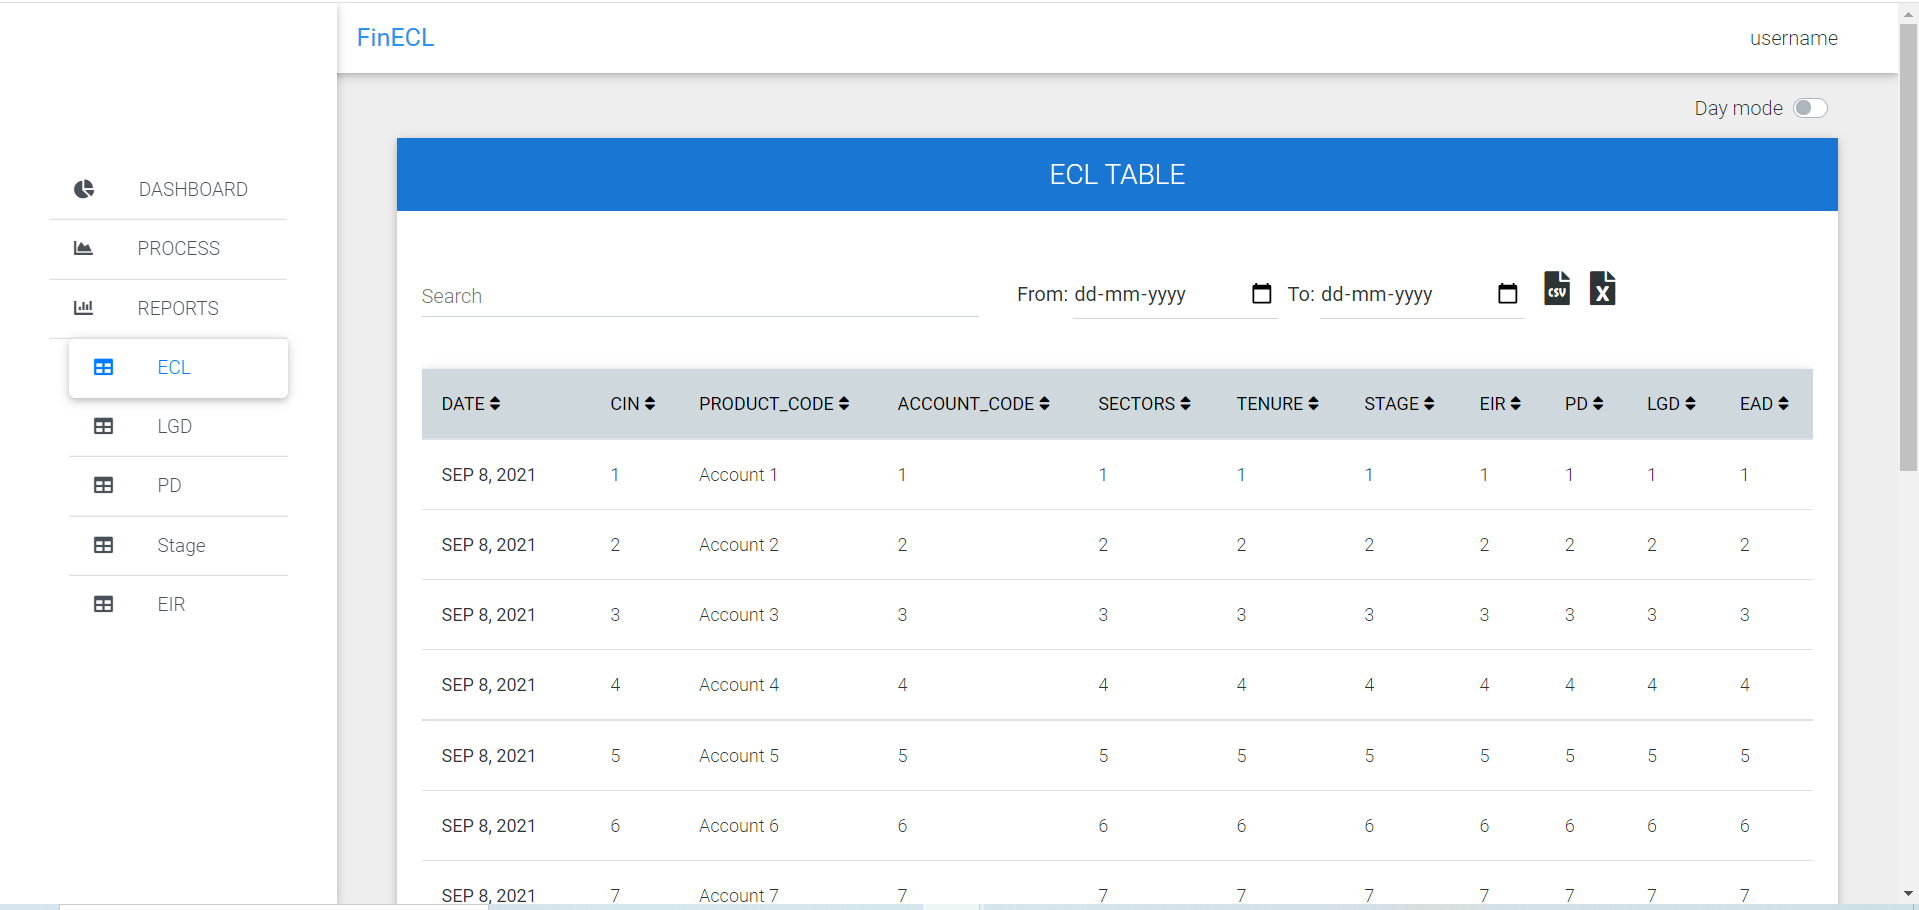 FinECL
username
Day mode
DASHBOARD
PROCESS
REPORTS
ECL
LGD
PD
Stage
EIR
ECL TABLE
Search From: dd-mm-yyyy To: dd-mm-yyyy CSV X
DATE CIN PRODUCT_CODE ACCOUNT_CODE SECTORS TENURE STAGE EIR PD LGD EAD
SEP 8, 2021 1 Account 1 1 1 1 1 1 1 1 1
SEP 8, 2021 2 Account 2 2 2 2 2 2 2 2 2
SEP 8, 2021 3 Account 3 3 3 3 3 3 3 3 3
SEP 8, 2021 4 Account 4 4 4 4 4 4 4 4 4
SEP 8, 2021 5 Account 5 5 5 5 5 5 5 5 5
SEP 8, 2021 6 Account 6 6 6 6 6 6 6 6 6
SEP 8, 2021 7 Account 7 7 7 7 7 7 7 7 7